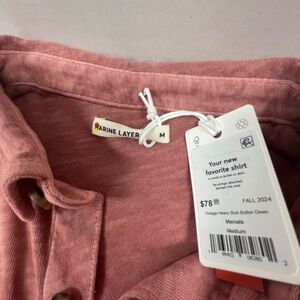 MARINE LAYER
M
Your new
favorite shirt
No strings attached.
$78.00
FALL 2024
Vintage Heavy Slub Button Down
Marsala
Medium